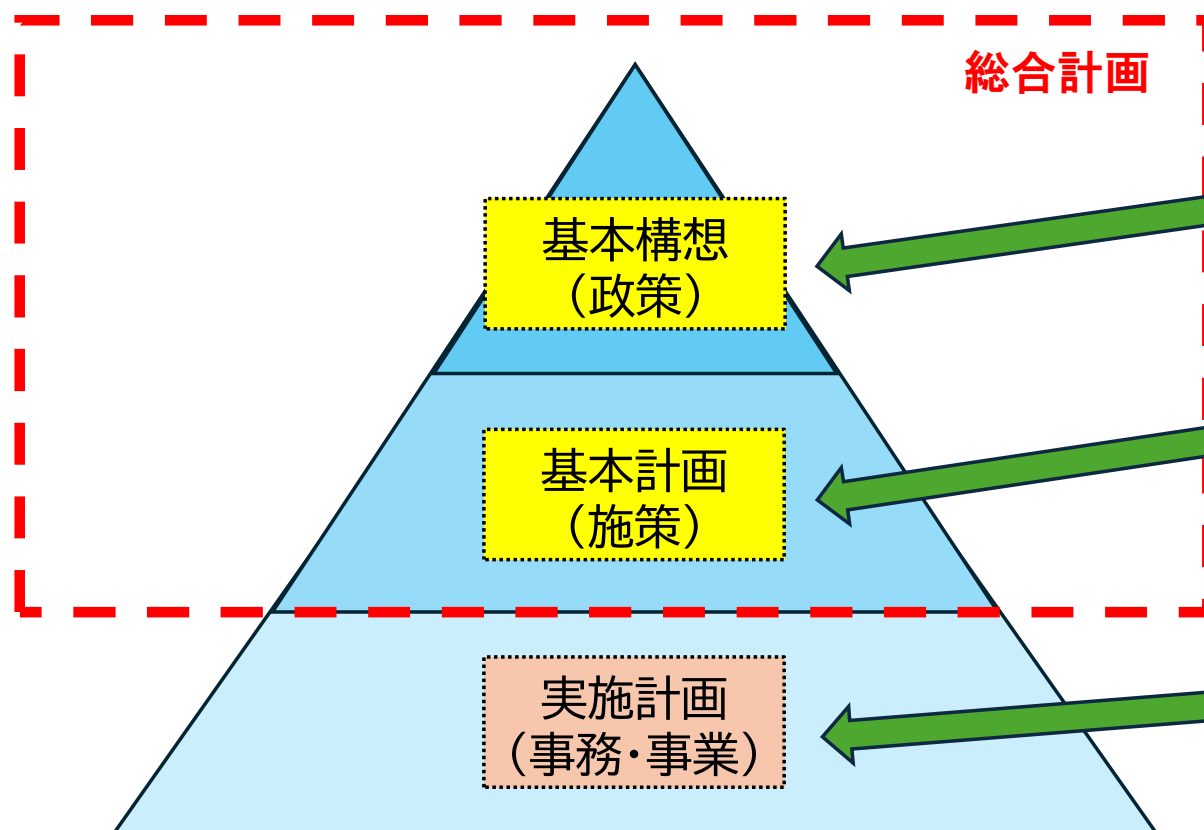 総合計画
基本構想
（政策）
基本計画
（施策）
実施計画
（事務・事業）